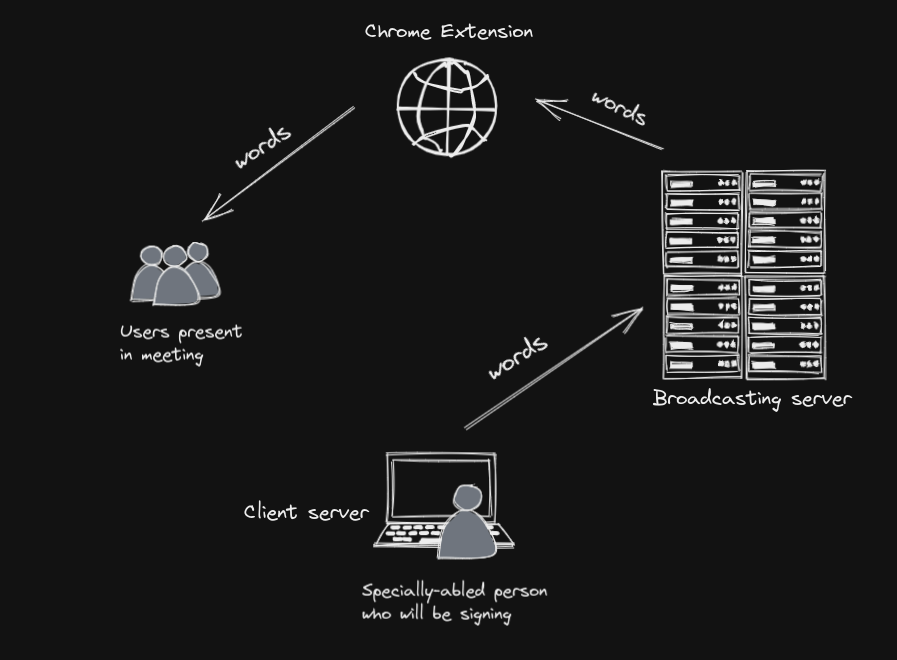 Chrome Extension
words
words
Users present
in meeting
words
Broadcasting server
Client server
Specially-abled person
who will be signing